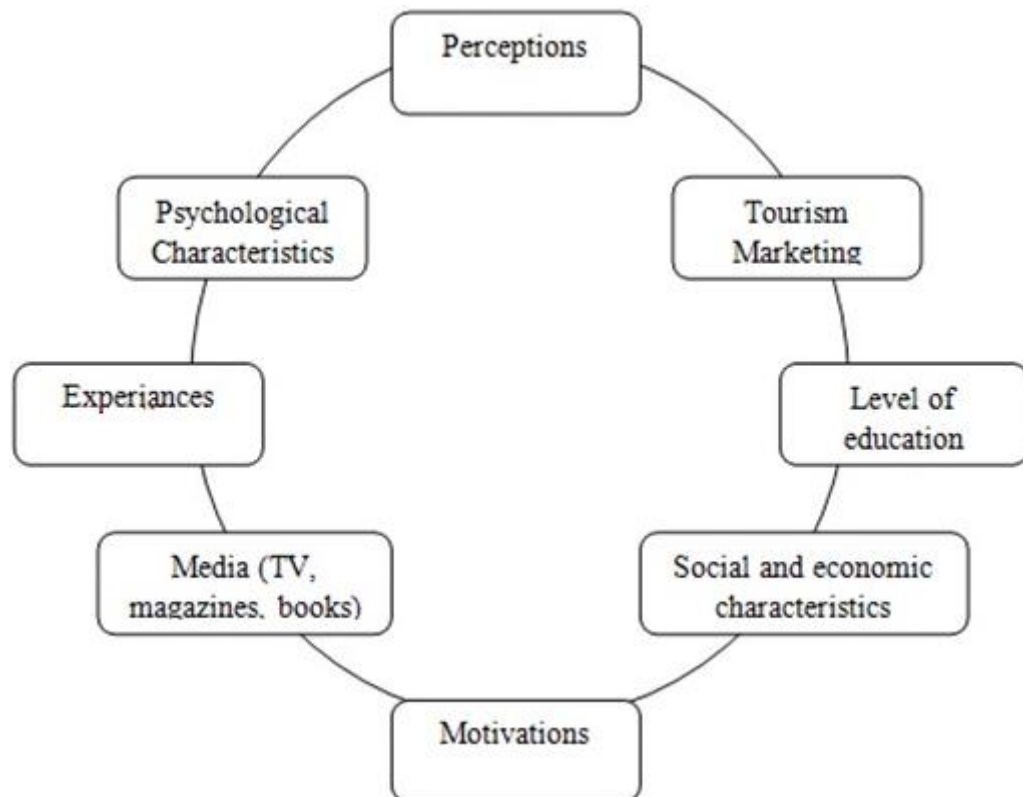 Perceptions
Psychological
Characteristics
Tourism
Marketing
Experiances
Level of
education
Media (TV,
magazines, books)
Social and economic
characteristics
Motivations